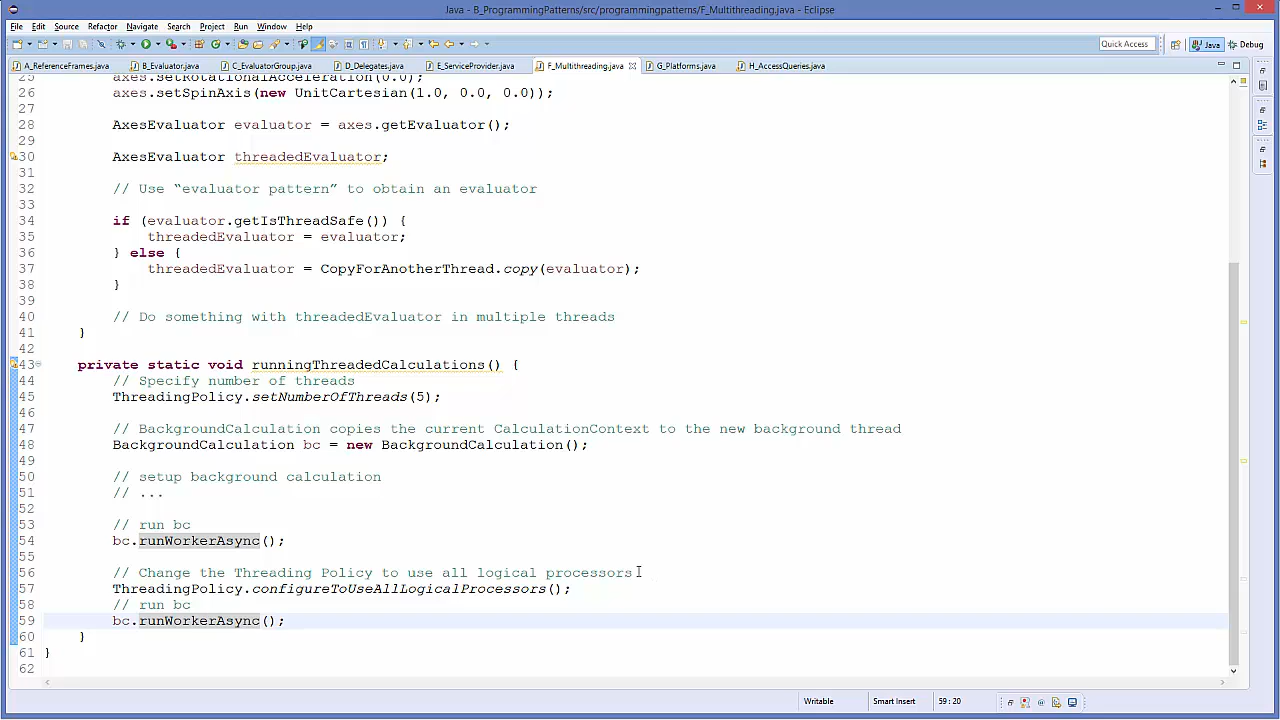 Java - B_ProgrammingPatterns/src/programmingpatterns/F_Multithreading.java - Eclipse
File Edit Source Refactor Navigate Search Project Run Window Help
Quick Access Java Debug
A_ReferenceFrames.java B_Evaluator.java C_EvaluatorGroup.java D_Delegates.java E_ServiceProvider.java F_Multithreading.java G_Platforms.java H_AccessQueries.java
25 axes.setRotationalAcceleration(0.0);
26 axes.setSpinAxis(new UnitCartesian(1.0, 0.0, 0.0));
27
28 AxesEvaluator evaluator = axes.getEvaluator();
29
30 AxesEvaluator threadedEvaluator;
31
32 // Use “evaluator pattern” to obtain an evaluator
33
34 if (evaluator.getIsThreadSafe()) {
35 threadedEvaluator = evaluator;
36 } else {
37 threadedEvaluator = CopyForAnotherThread.copy(evaluator);
38 }
39
40 // Do something with threadedEvaluator in multiple threads
41 }
42
43 private static void runningThreadedCalculations() {
44 // Specify number of threads
45 ThreadingPolicy.setNumberOfThreads(5);
46
47 // BackgroundCalculation copies the current CalculationContext to the new background thread
48 BackgroundCalculation bc = new BackgroundCalculation();
49
50 // setup background calculation
51 // ...
52
53 // run bc
54 bc.runWorkerAsync();
55
56 // Change the Threading Policy to use all logical processors
57 ThreadingPolicy.configureToUseAllLogicalProcessors();
58 // run bc
59 bc.runWorkerAsync();
60 }
61 }
62
Writable Smart Insert 59 : 20